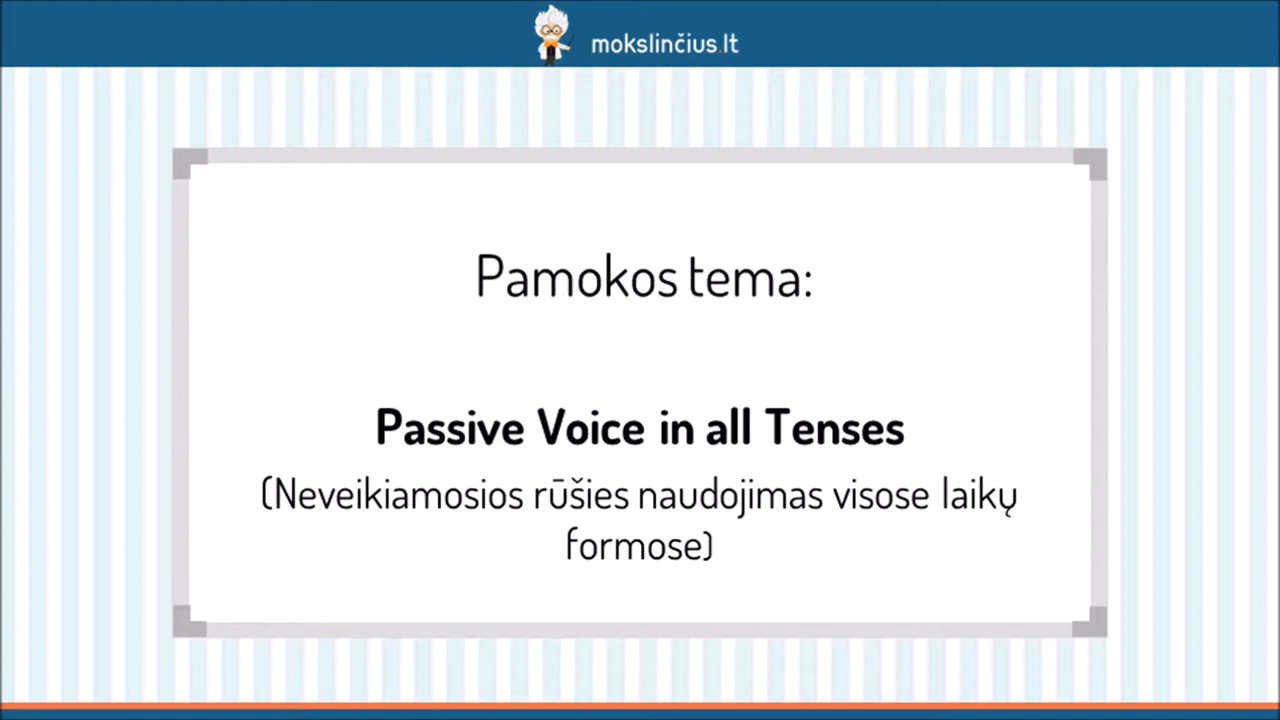 mokslinčius.lt
Pamokos tema:
Passive Voice in all Tenses
(Neveikiamosios rūšies naudojimas visose laikų
formose)